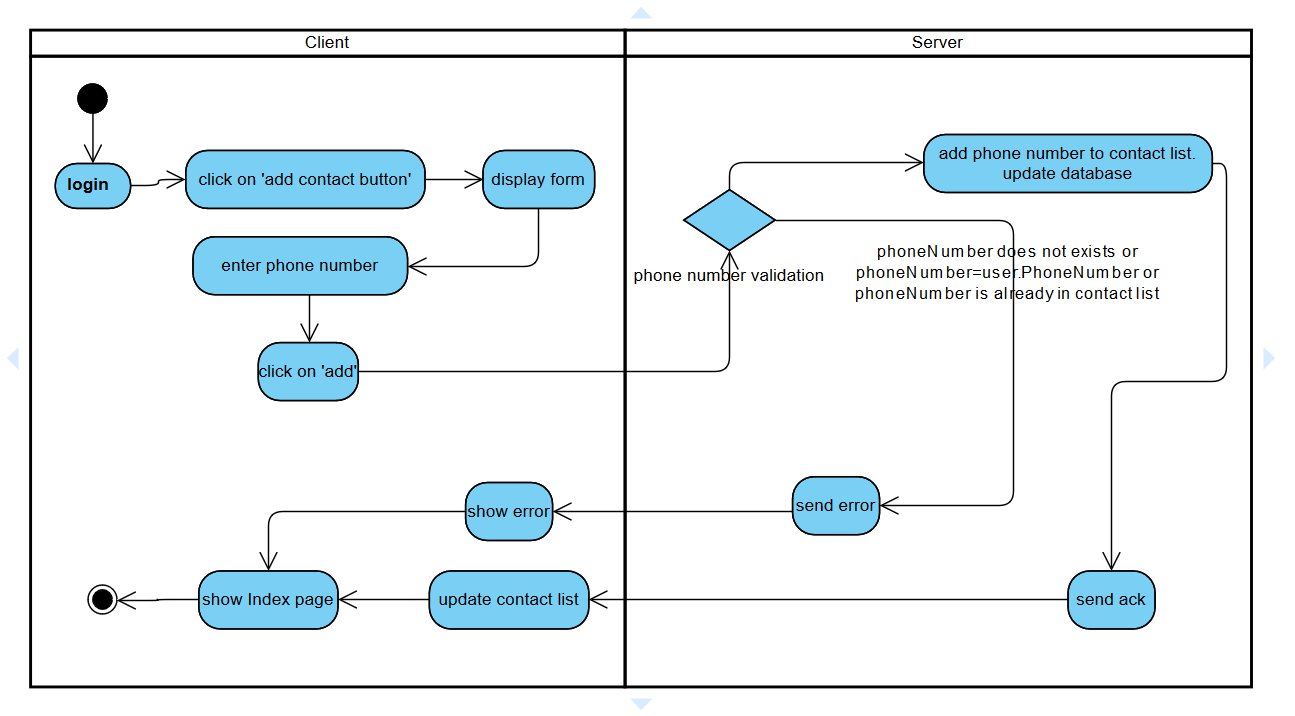 Client
Server
login
click on 'add contact button'
display form
add phone number to contact list.
update database
enter phone number
phone number validation
phoneNumber does not exists or
phoneNumber=user.PhoneNumber or
phoneNumber is already in contact list
click on 'add'
show error
send error
show Index page
update contact list
send ack